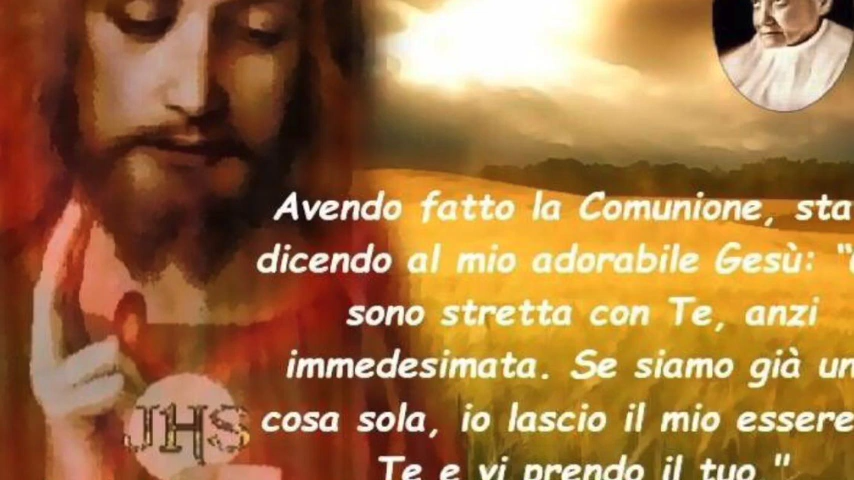 Avendo fatto la Comunione, sta
dicendo al mio adorabile Gesù: "
sono stretta con Te, anzi
immedesimata. Se siamo già un
cosa sola, io lascio il mio essere
Te e vi prendo il tuo."
JHS